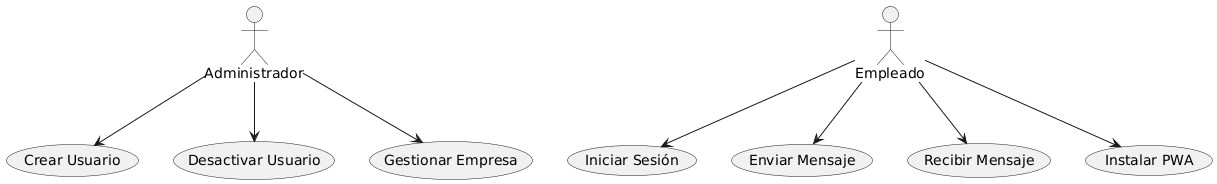 Administrador
Empleado
Crear Usuario
Desactivar Usuario
Gestionar Empresa
Iniciar Sesión
Enviar Mensaje
Recibir Mensaje
Instalar PWA